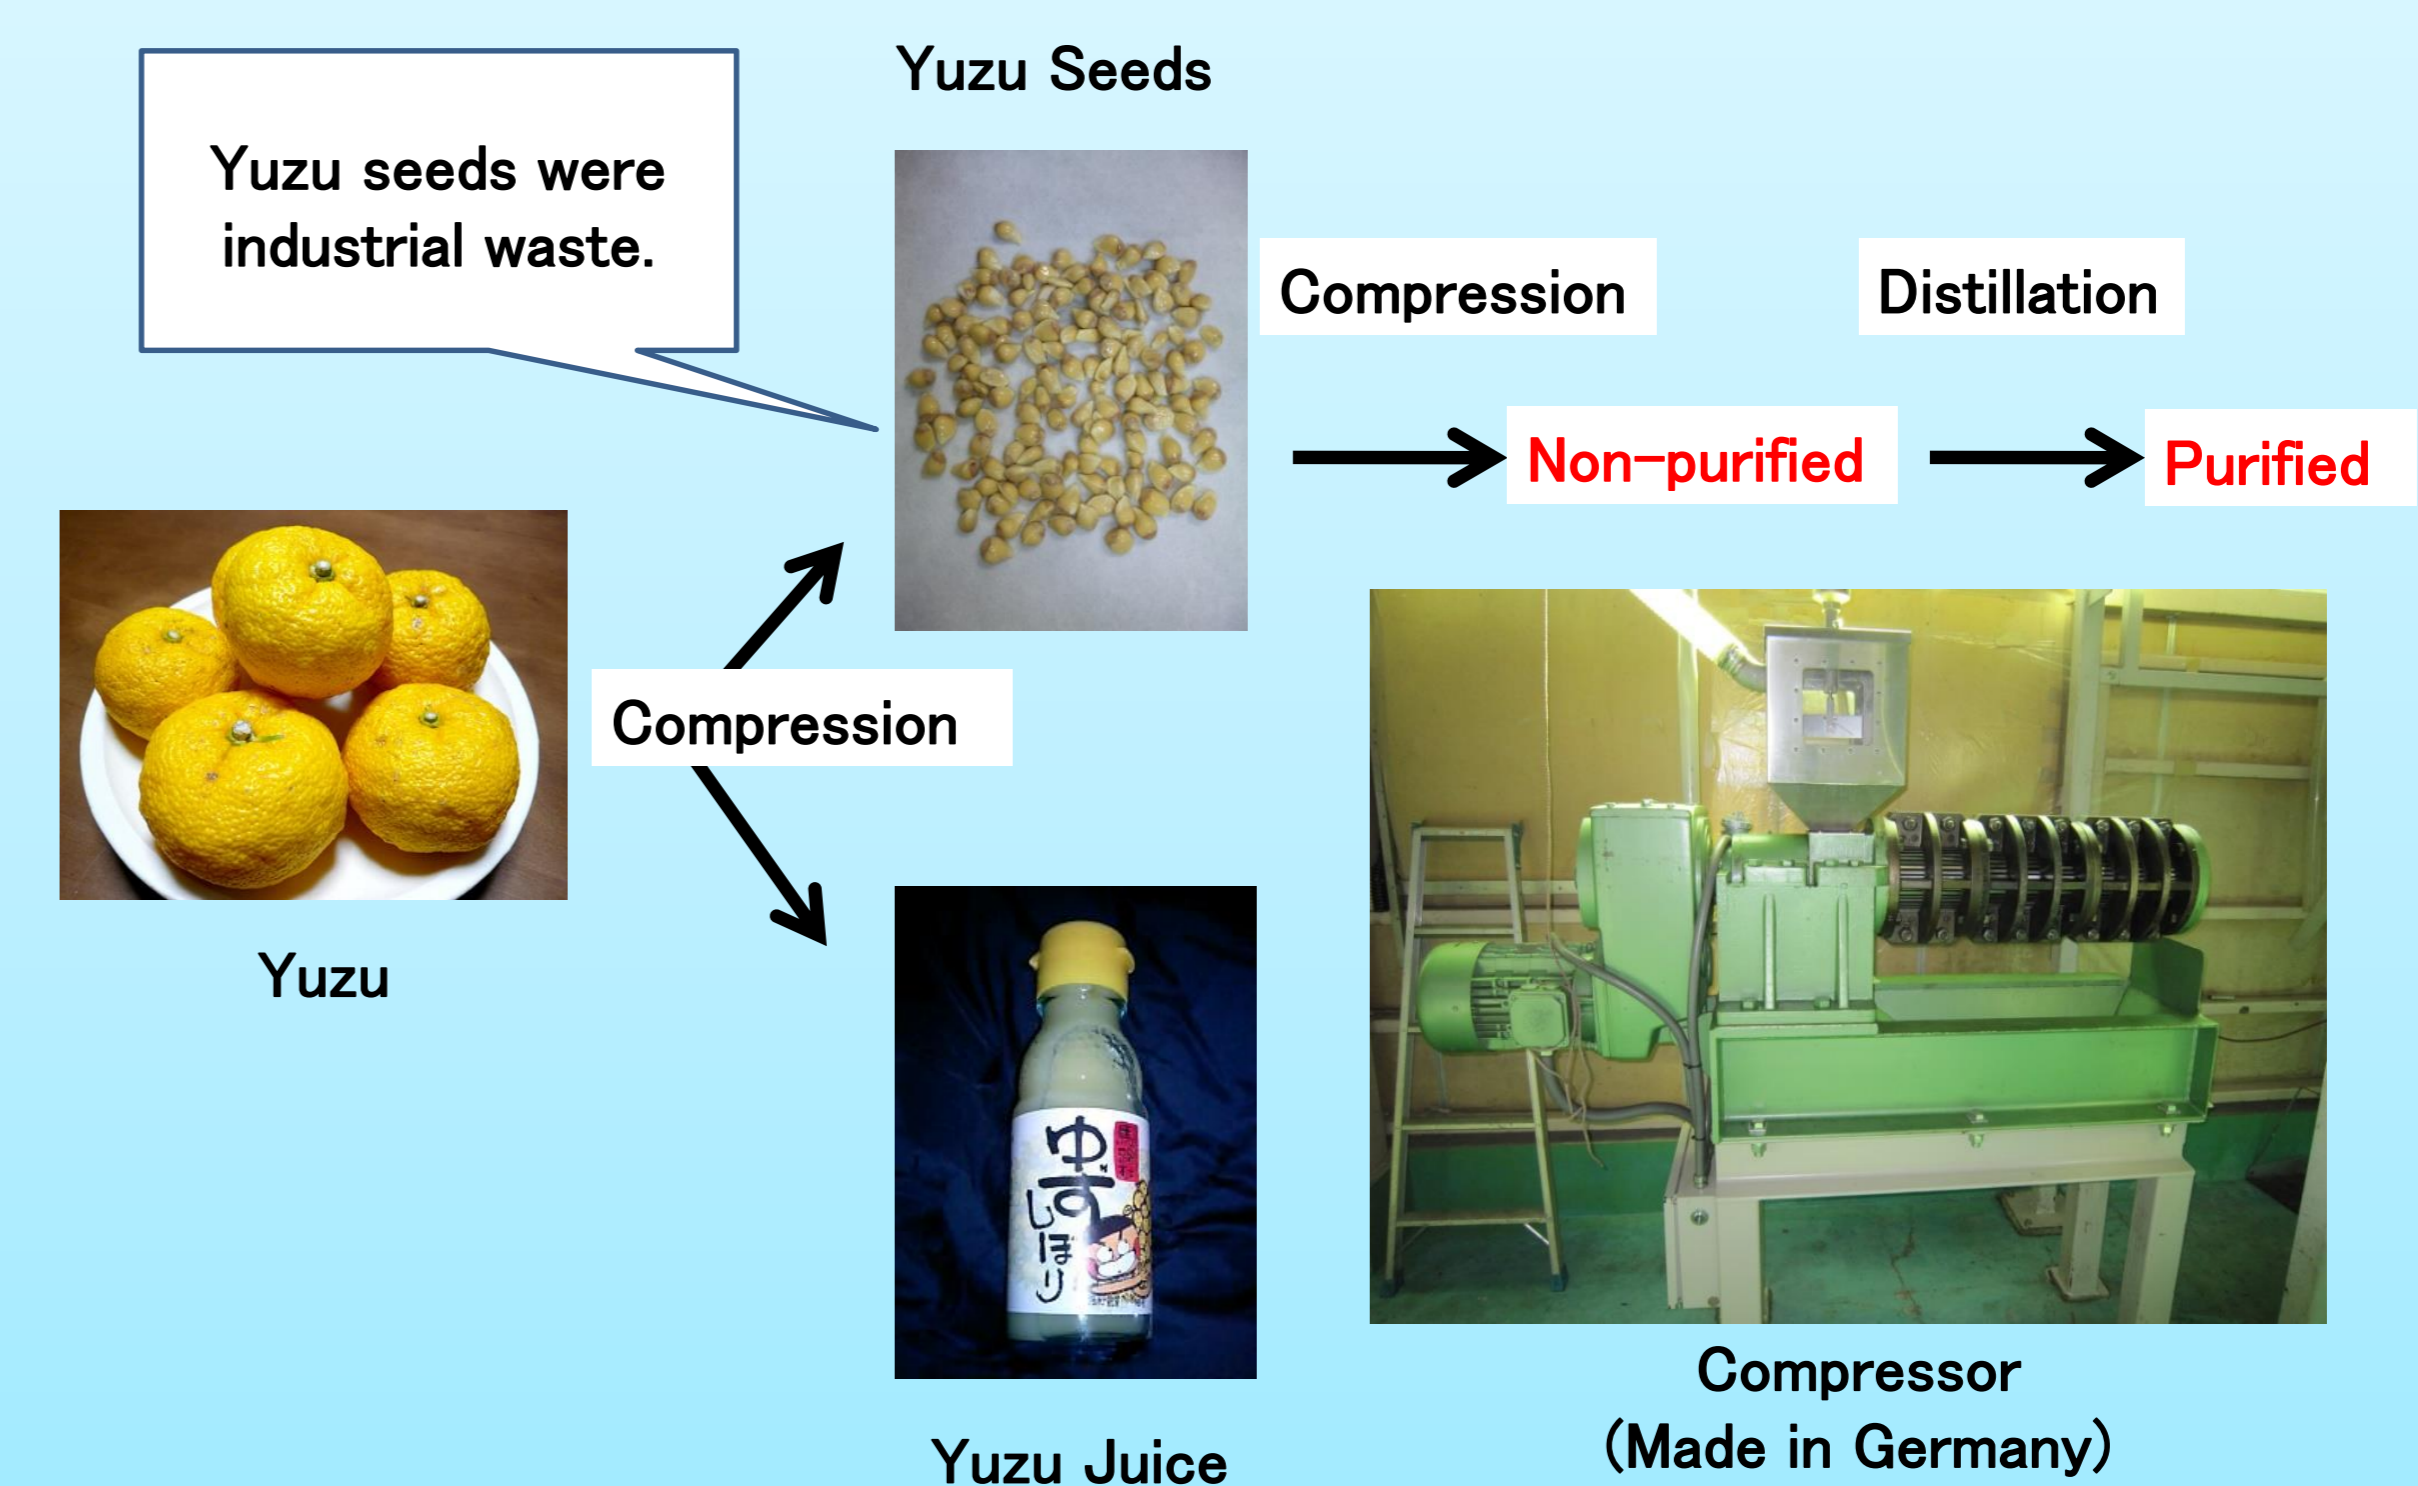 Yuzu Seeds
Yuzu seeds were
industrial waste.
Compression
Distillation
Non-purified
Purified
Compression
Yuzu
ゆず
しぼり
Yuzu Juice
Compressor
(Made in Germany)